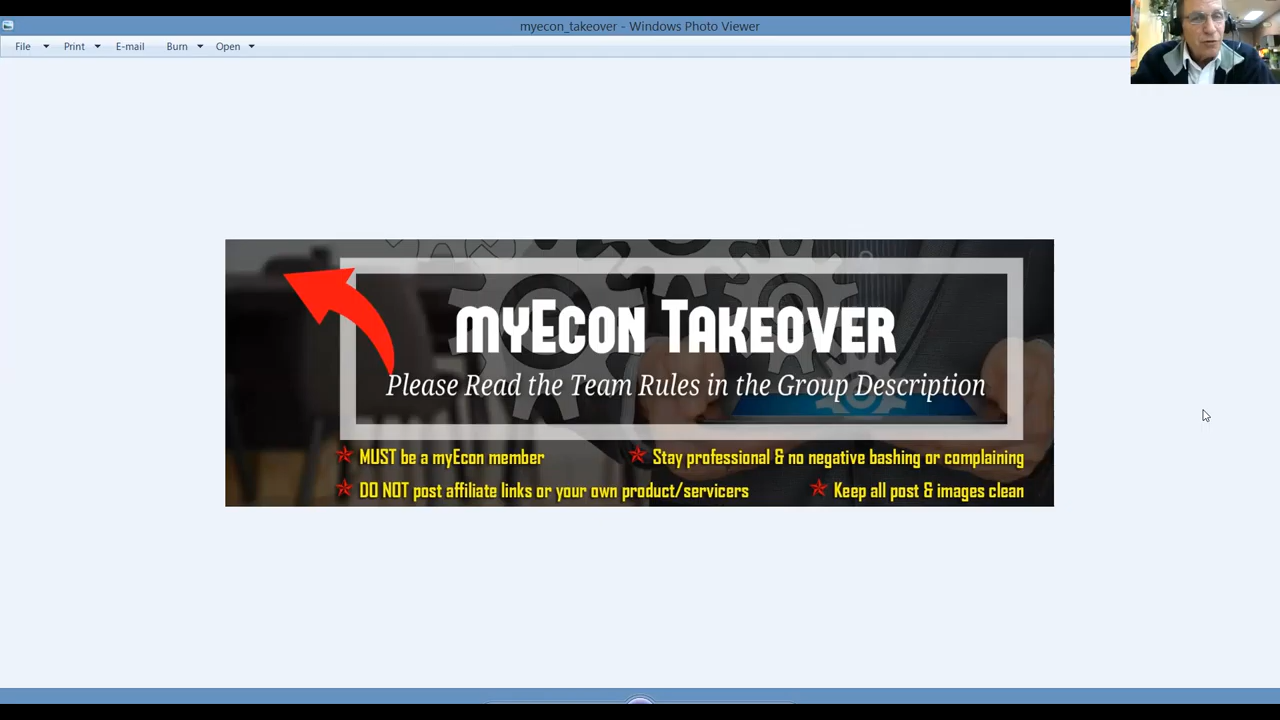 myecon_takeover - Windows Photo Viewer
File Print E-mail Burn Open
myEcon Takeover
Please Read the Team Rules in the Group Description
MUST be a myEcon member
Stay professional & no negative bashing or complaining
DO NOT post affiliate links or your own product/servicers
Keep all post & images clean